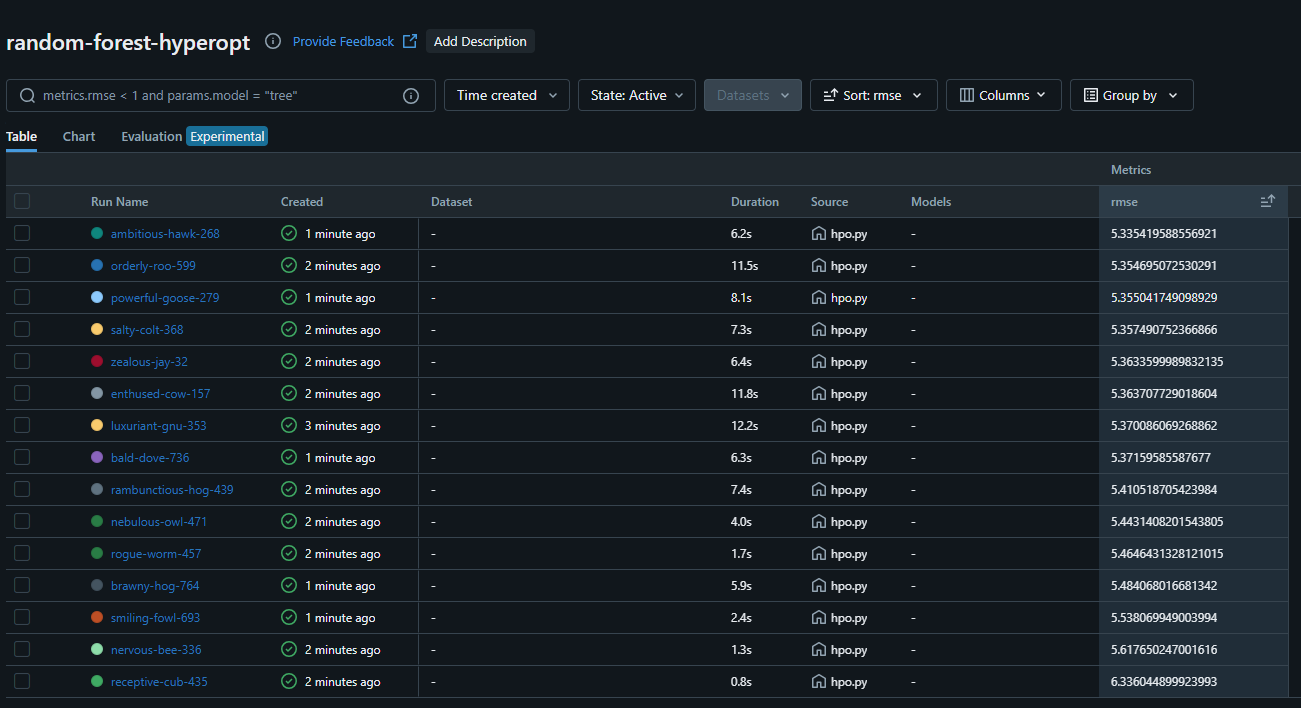 random-forest-hyperopt Provide Feedback Add Description
metrics.rmse < 1 and params.model = "tree" Time created State: Active Datasets Sort: rmse Columns Group by
Table Chart Evaluation Experimental
Metrics
Run Name Created Dataset Duration Source Models rmse
ambitious-hawk-268 1 minute ago - 6.2s hpo.py - 5.335419588556921
orderly-roo-599 2 minutes ago - 11.5s hpo.py - 5.354695072530291
powerful-goose-279 1 minute ago - 8.1s hpo.py - 5.355041749098929
salty-colt-368 2 minutes ago - 7.3s hpo.py - 5.357490752366866
zealous-jay-32 2 minutes ago - 6.4s hpo.py - 5.3633599989832135
enthused-cow-157 2 minutes ago - 11.8s hpo.py - 5.363707729018604
luxuriant-gnu-353 3 minutes ago - 12.2s hpo.py - 5.370086069268862
bald-dove-736 1 minute ago - 6.3s hpo.py - 5.37159585587677
rambunctious-hog-439 2 minutes ago - 7.4s hpo.py - 5.410518705423984
nebulous-owl-471 2 minutes ago - 4.0s hpo.py - 5.4431408201543805
rogue-worm-457 2 minutes ago - 1.7s hpo.py - 5.4646431328121015
brawny-hog-764 1 minute ago - 5.9s hpo.py - 5.484068016681342
smiling-fowl-693 1 minute ago - 2.4s hpo.py - 5.538069949003994
nervous-bee-336 2 minutes ago - 1.3s hpo.py - 5.617650247001616
receptive-cub-435 2 minutes ago - 0.8s hpo.py - 6.336044899923993